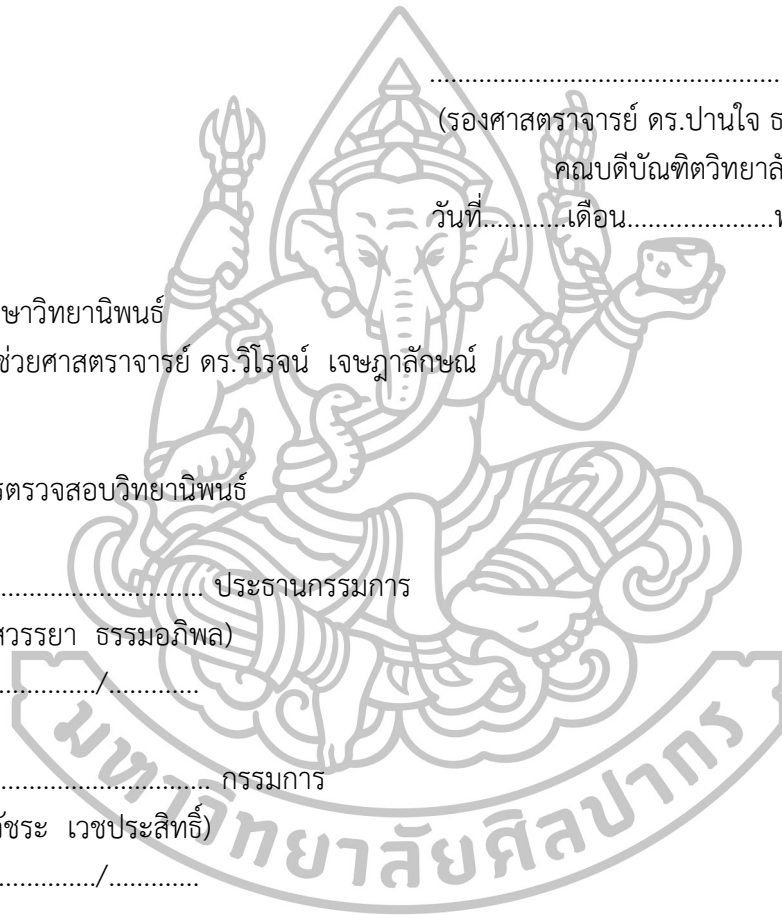 ................................................
(รองศาสตราจารย์ ดร.ปานใจ ธ
คณบดีบัณฑิตวิทยาลั
วันที่............เดือน.....................พ
ษาวิทยานิพนธ์
ช่วยศาสตราจารย์ ดร.วิโรจน์ เจษฎาลักษณ์
รตรวจสอบวิทยานิพนธ์
............................. ประธานกรรมการ
สวรรยา ธรรมอภิพล)
............../.............
.............................. กรรมการ
วัชระ เวชประสิทธิ์)
............../.............
มหาวิทยาลัยศิลปากร